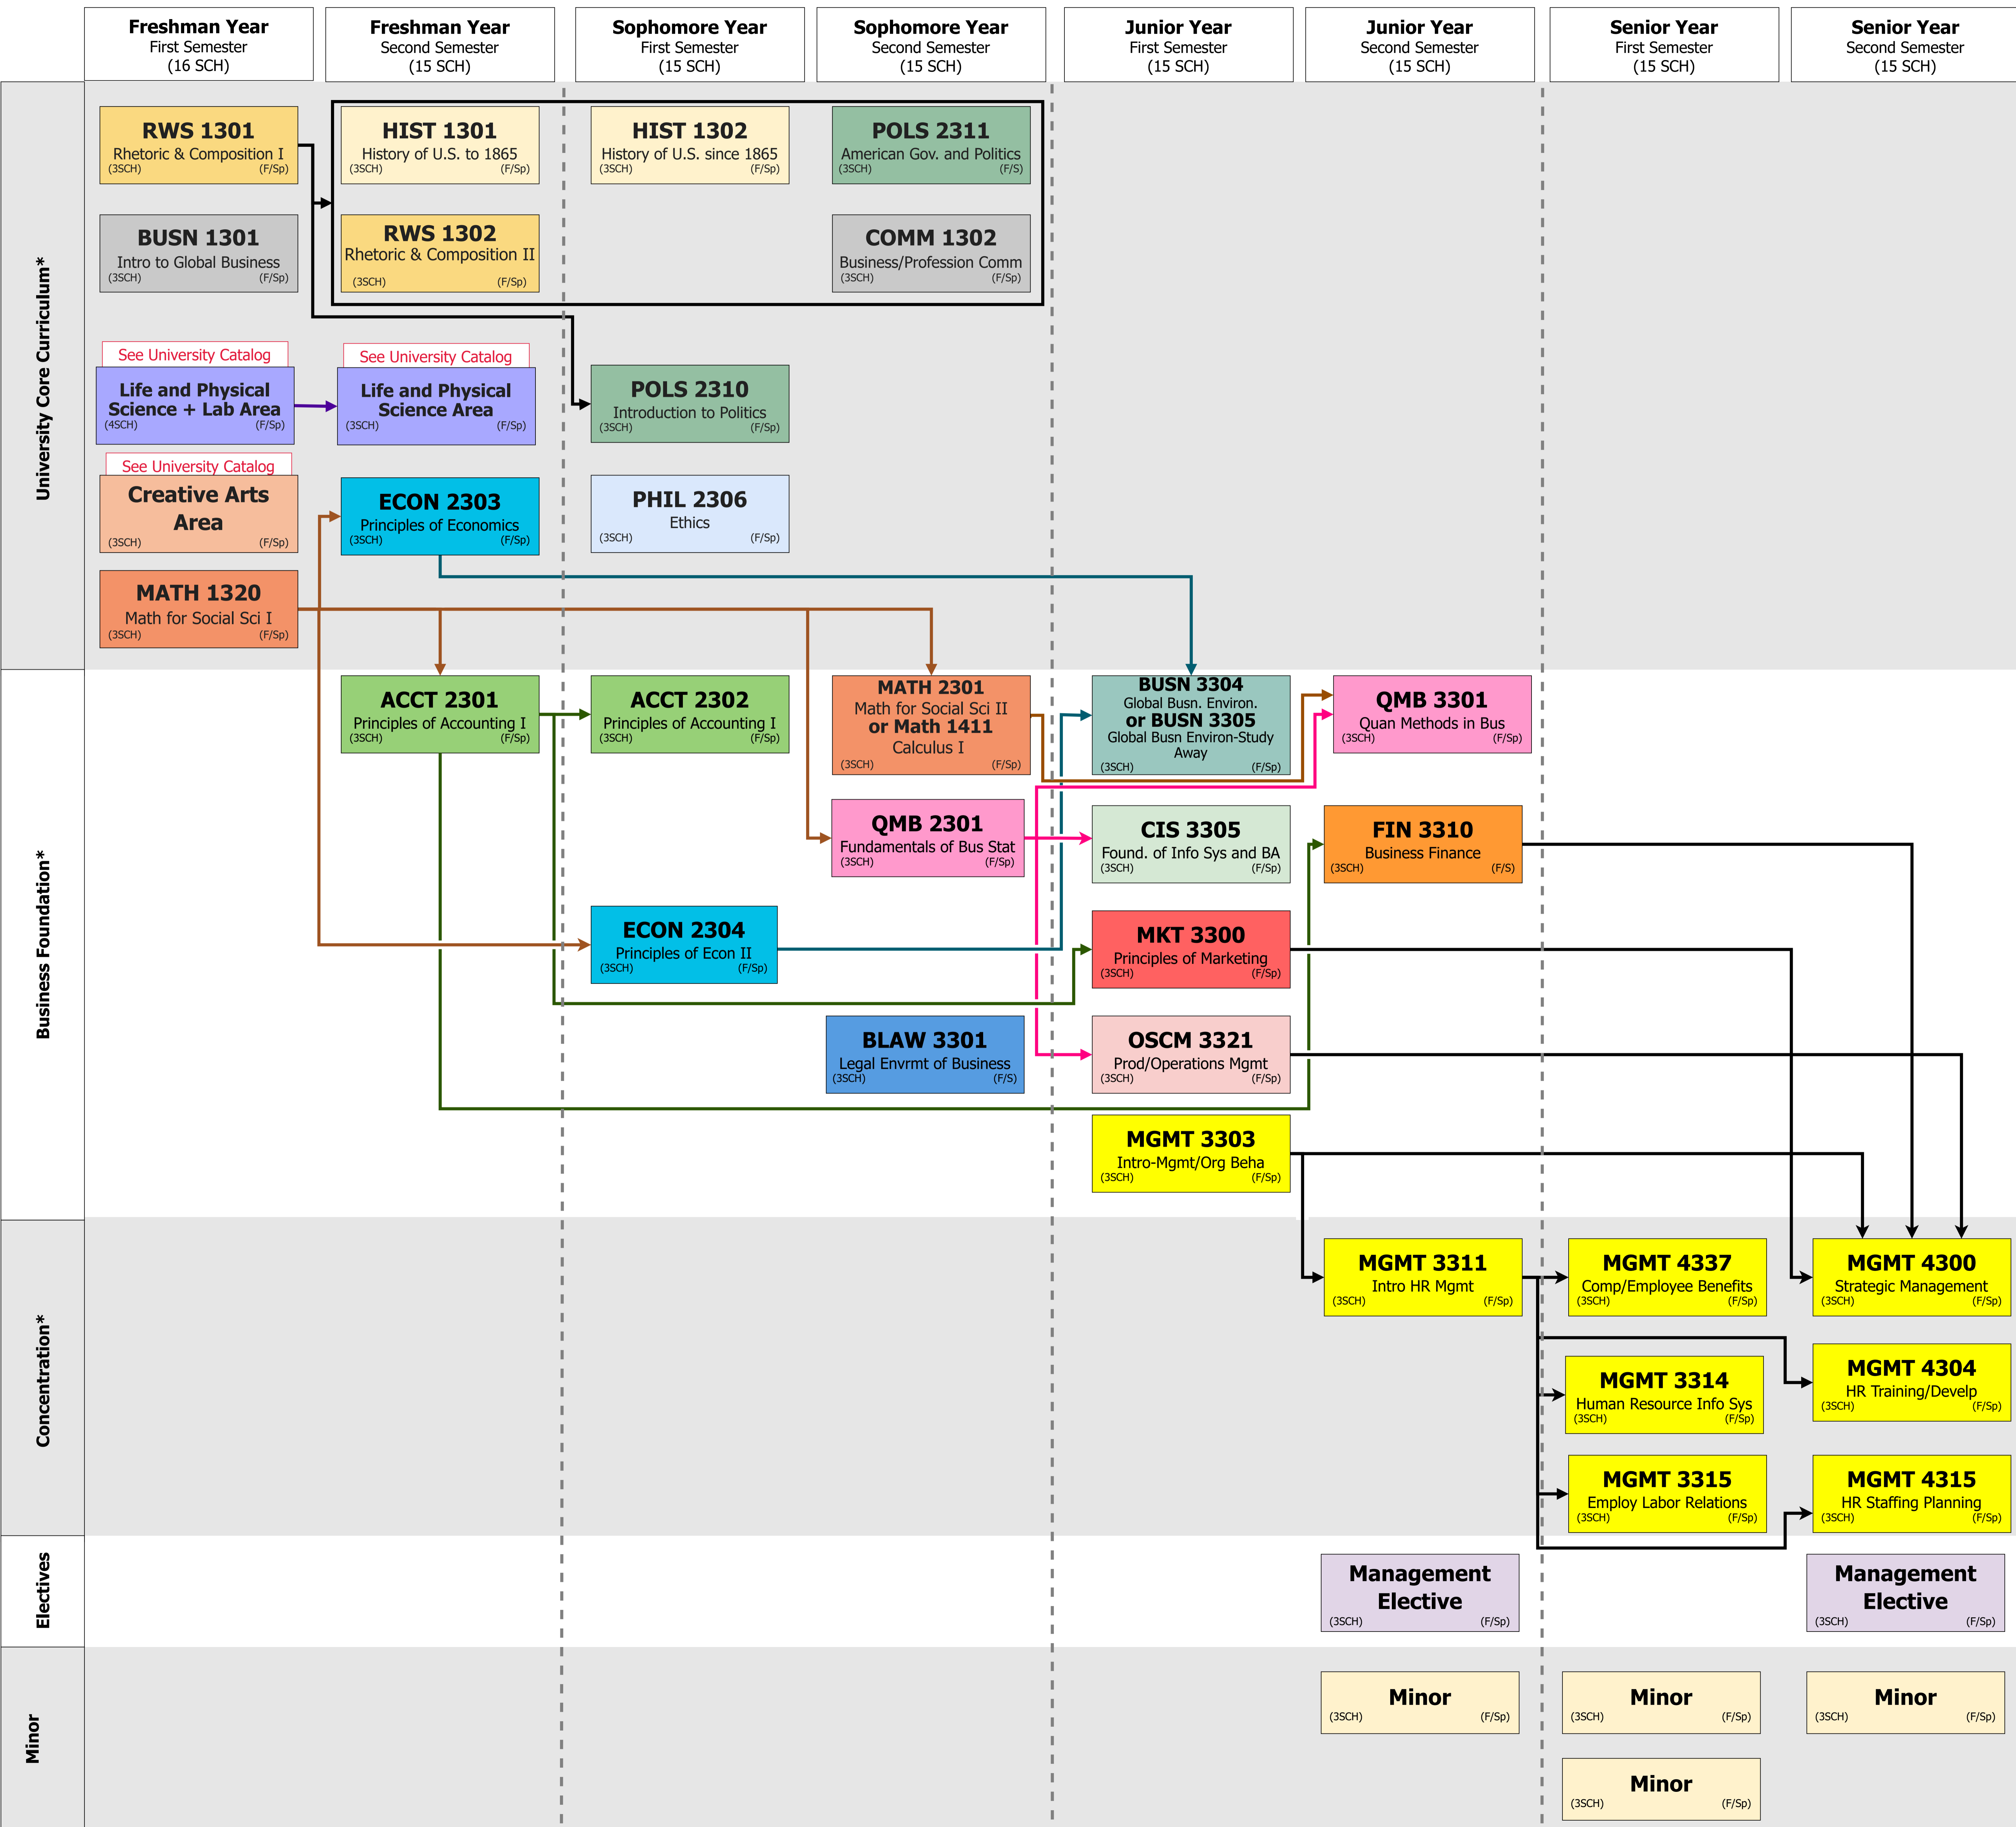 Freshman Year
First Semester
(16 SCH)
Freshman Year
Second Semester
(15 SCH)
Sophomore Year
First Semester
(15 SCH)
Sophomore Year
Second Semester
(15 SCH)
Junior Year
First Semester
(15 SCH)
Junior Year
Second Semester
(15 SCH)
Senior Year
First Semester
(15 SCH)
Senior Year
Second Semester
(15 SCH)
University Core Curriculum*
RWS 1301
Rhetoric & Composition I
(3SCH) (F/Sp)
HIST 1301
History of U.S. to 1865
(3SCH) (F/Sp)
HIST 1302
History of U.S. since 1865
(3SCH) (F/Sp)
POLS 2311
American Gov. and Politics
(3SCH) (F/S)
BUSN 1301
Intro to Global Business
(3SCH) (F/Sp)
RWS 1302
Rhetoric & Composition II
(3SCH) (F/Sp)
COMM 1302
Business/Profession Comm
(3SCH) (F/Sp)
See University Catalog
Life and Physical
Science + Lab Area
(4SCH) (F/Sp)
See University Catalog
Life and Physical
Science Area
(3SCH) (F/Sp)
POLS 2310
Introduction to Politics
(3SCH) (F/Sp)
See University Catalog
Creative Arts
Area
(3SCH) (F/Sp)
ECON 2303
Principles of Economics
(3SCH) (F/Sp)
PHIL 2306
Ethics
(3SCH) (F/Sp)
MATH 1320
Math for Social Sci I
(3SCH) (F/Sp)
Business Foundation*
ACCT 2301
Principles of Accounting I
(3SCH) (F/Sp)
ACCT 2302
Principles of Accounting I
(3SCH) (F/Sp)
MATH 2301
Math for Social Sci II
or Math 1411
Calculus I
(3SCH) (F/Sp)
BUSN 3304
Global Busn. Environ.
or BUSN 3305
Global Busn Environ-Study
Away
(3SCH) (F/Sp)
QMB 3301
Quan Methods in Bus
(3SCH) (F/Sp)
QMB 2301
Fundamentals of Bus Stat
(3SCH) (F/Sp)
CIS 3305
Found. of Info Sys and BA
(3SCH) (F/Sp)
FIN 3310
Business Finance
(3SCH) (F/S)
ECON 2304
Principles of Econ II
(3SCH) (F/Sp)
MKT 3300
Principles of Marketing
(3SCH) (F/Sp)
BLAW 3301
Legal Envrmt of Business
(3SCH) (F/S)
OSCM 3321
Prod/Operations Mgmt
(3SCH) (F/Sp)
MGMT 3303
Intro-Mgmt/Org Beha
(3SCH) (F/Sp)
Concentration*
MGMT 3311
Intro HR Mgmt
(3SCH) (F/Sp)
MGMT 4337
Comp/Employee Benefits
(3SCH) (F/Sp)
MGMT 4300
Strategic Management
(3SCH) (F/Sp)
MGMT 3314
Human Resource Info Sys
(3SCH) (F/Sp)
MGMT 4304
HR Training/Develp
(3SCH) (F/Sp)
MGMT 3315
Employ Labor Relations
(3SCH) (F/Sp)
MGMT 4315
HR Staffing Planning
(3SCH) (F/Sp)
Electives
Management
Elective
(3SCH) (F/Sp)
Management
Elective
(3SCH) (F/Sp)
Minor
Minor
(3SCH) (F/Sp)
Minor
(3SCH) (F/Sp)
Minor
(3SCH) (F/Sp)
Minor
(3SCH) (F/Sp)